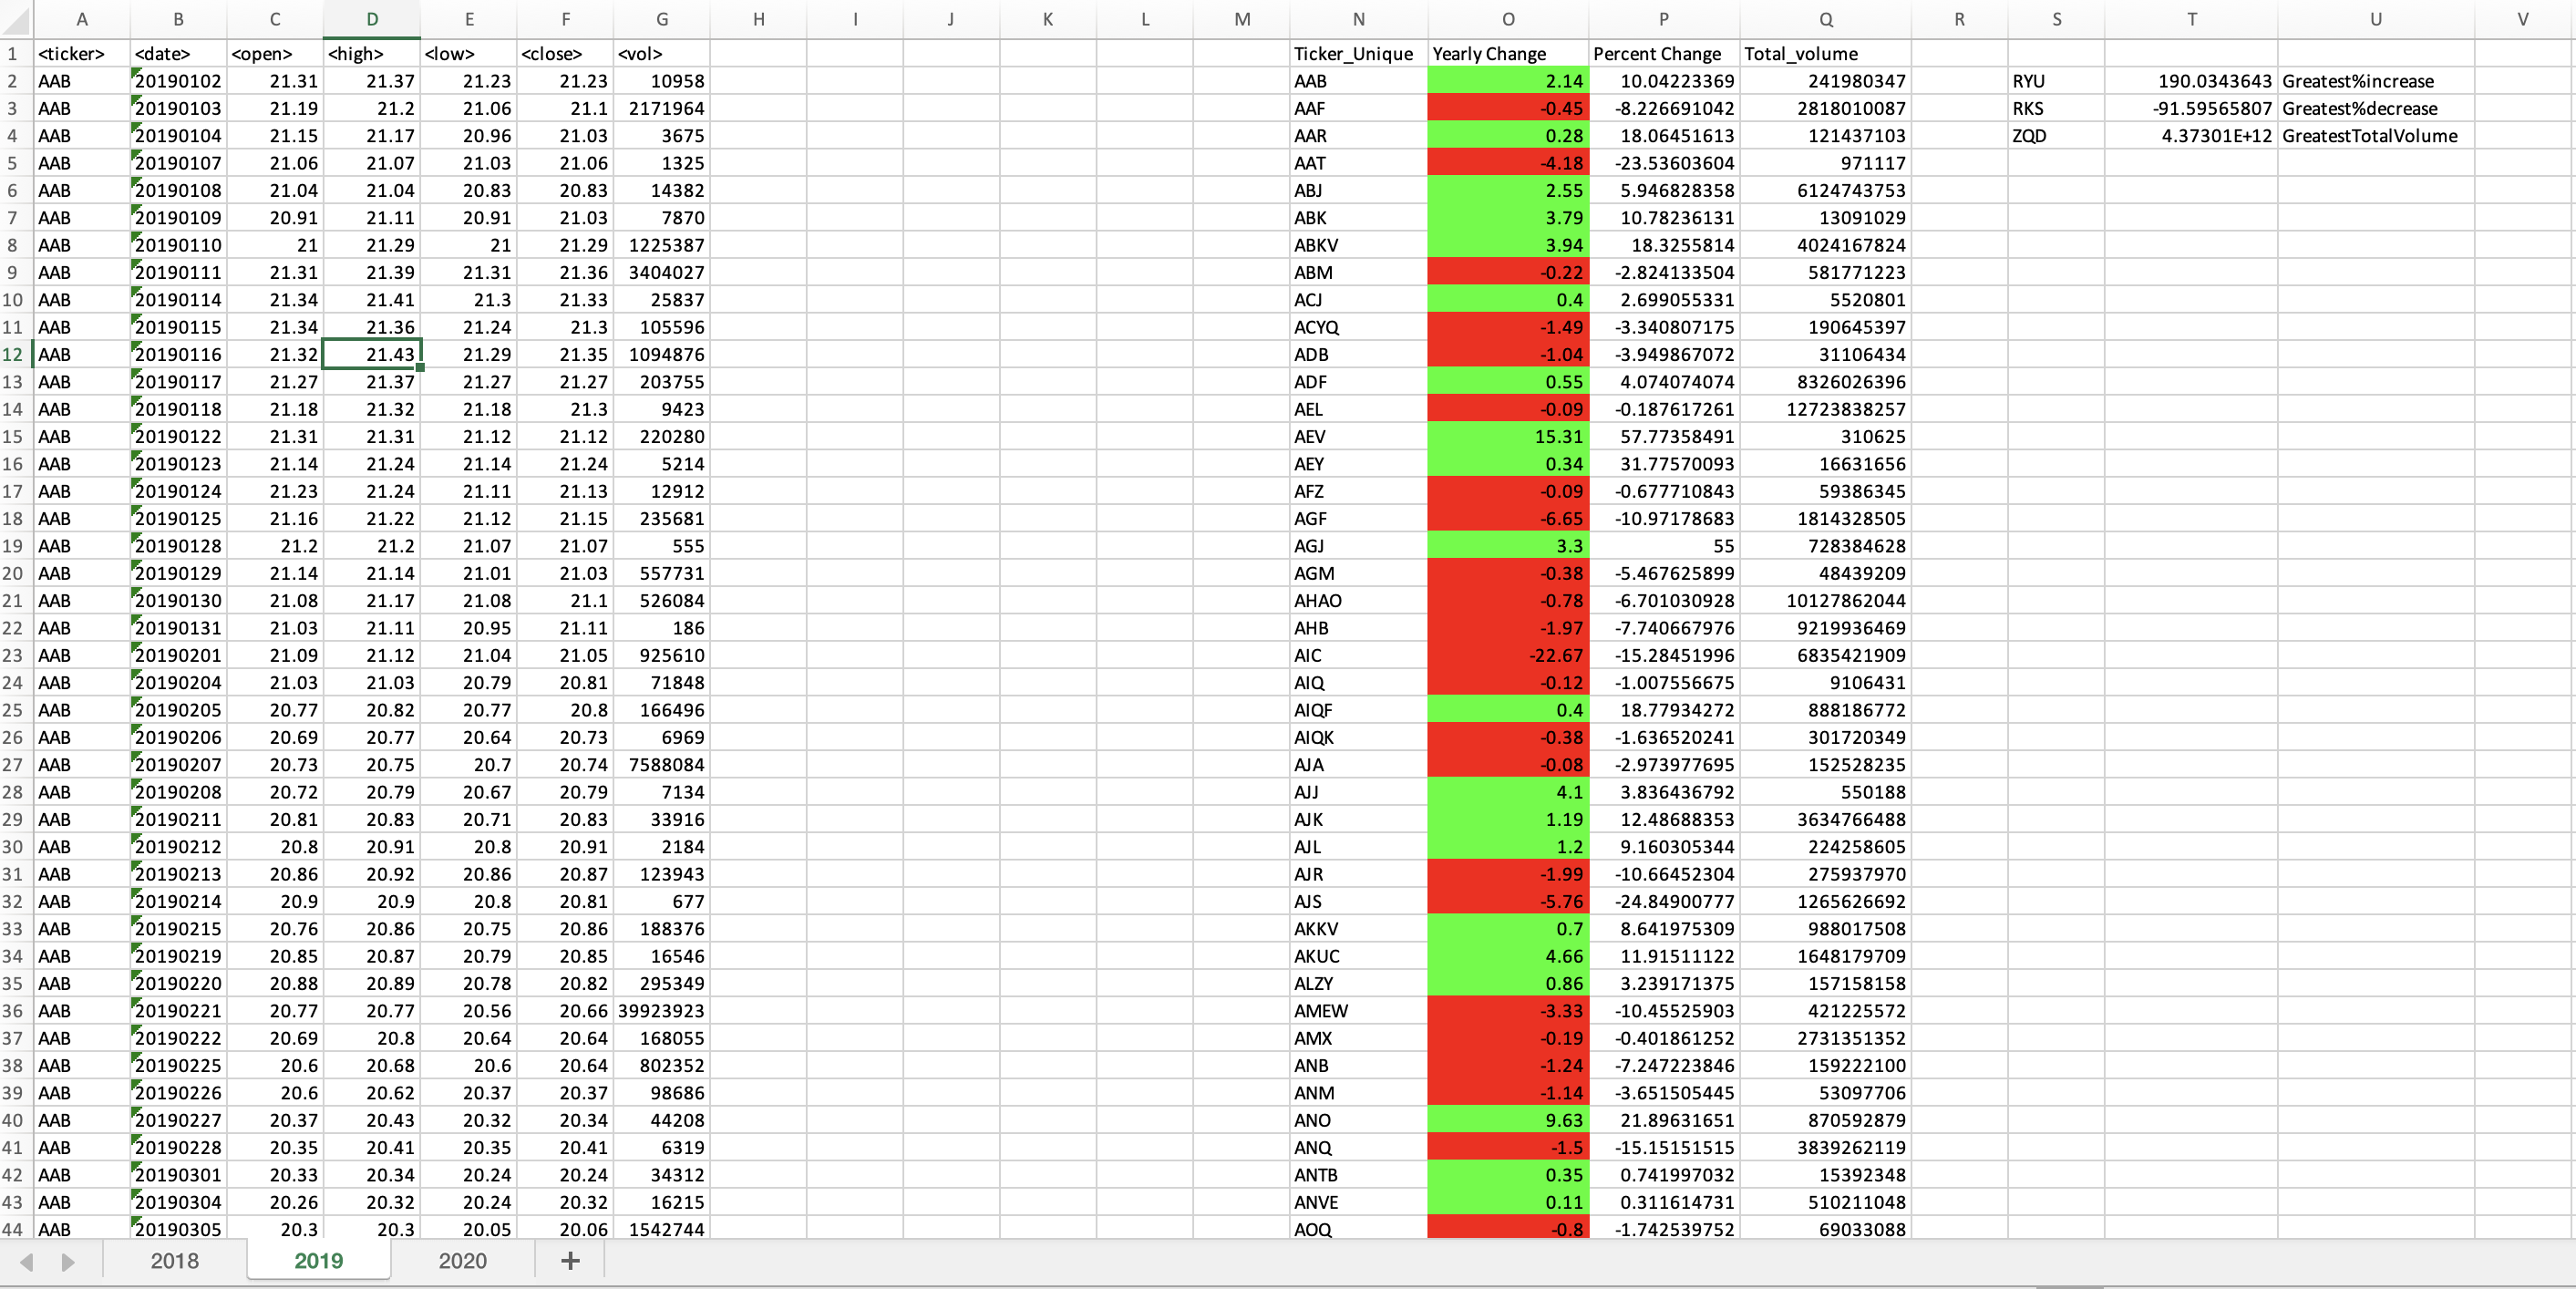 A B C D E F G H I J K L M N O P Q R S T U V
1 <ticker> <date> <open> <high> <low> <close> <vol> Ticker_Unique Yearly Change Percent Change Total_volume
2 AAB 20190102 21.31 21.37 21.23 21.23 10958 AAB 2.14 10.04223369 241980347 RYU 190.0343643 Greatest%increase
3 AAB 20190103 21.19 21.2 21.06 21.1 2171964 AAF -0.45 -8.226691042 2818010087 RKS -91.59565807 Greatest%decrease
4 AAB 20190104 21.15 21.17 20.96 21.03 3675 AAR 0.28 18.06451613 121437103 ZQD 4.37301E+12 GreatestTotalVolume
5 AAB 20190107 21.06 21.07 21.03 21.06 1325 AAT -4.18 -23.53603604 971117
6 AAB 20190108 21.04 21.04 20.83 20.83 14382 ABJ 2.55 5.946828358 6124743753
7 AAB 20190109 20.91 21.11 20.91 21.03 7870 ABK 3.79 10.78236131 13091029
8 AAB 20190110 21 21.29 21 21.29 1225387 ABKV 3.94 18.3255814 4024167824
9 AAB 20190111 21.31 21.39 21.31 21.36 3404027 ABM -0.22 -2.824133504 581771223
10 AAB 20190114 21.34 21.41 21.3 21.33 25837 ACJ 0.4 2.699055331 5520801
11 AAB 20190115 21.34 21.36 21.24 21.3 105596 ACYQ -1.49 -3.340807175 190645397
12 AAB 20190116 21.32 21.43 21.29 21.35 1094876 ADB -1.04 -3.949867072 31106434
13 AAB 20190117 21.27 21.37 21.27 21.27 203755 ADF 0.55 4.074074074 8326026396
14 AAB 20190118 21.18 21.32 21.18 21.3 9423 AEL -0.09 -0.187617261 12723838257
15 AAB 20190122 21.31 21.31 21.12 21.12 220280 AEV 15.31 57.77358491 310625
16 AAB 20190123 21.14 21.24 21.14 21.24 5214 AEY 0.34 31.77570093 16631656
17 AAB 20190124 21.23 21.24 21.11 21.13 12912 AFZ -0.09 -0.677710843 59386345
18 AAB 20190125 21.16 21.22 21.12 21.15 235681 AGF -6.65 -10.97178683 1814328505
19 AAB 20190128 21.2 21.2 21.07 21.07 555 AGJ 3.3 55 728384628
20 AAB 20190129 21.14 21.14 21.01 21.03 557731 AGM -0.38 -5.467625899 48439209
21 AAB 20190130 21.08 21.17 21.08 21.1 526084 AHAO -0.78 -6.701030928 10127862044
22 AAB 20190131 21.03 21.11 20.95 21.11 186 AHB -1.97 -7.740667976 9219936469
23 AAB 20190201 21.09 21.12 21.04 21.05 925610 AIC -22.67 -15.28451996 6835421909
24 AAB 20190204 21.03 21.03 20.79 20.81 71848 AIQ -0.12 -1.007556675 9106431
25 AAB 20190205 20.77 20.82 20.77 20.8 166496 AIQF 0.4 18.77934272 888186772
26 AAB 20190206 20.69 20.77 20.64 20.73 6969 AIQK -0.38 -1.636520241 301720349
27 AAB 20190207 20.73 20.75 20.7 20.74 7588084 AJA -0.08 -2.973977695 152528235
28 AAB 20190208 20.72 20.79 20.67 20.79 7134 AJJ 4.1 3.836436792 550188
29 AAB 20190211 20.81 20.83 20.71 20.83 33916 AJK 1.19 12.48688353 3634766488
30 AAB 20190212 20.8 20.91 20.8 20.91 2184 AJL 1.2 9.160305344 224258605
31 AAB 20190213 20.86 20.92 20.86 20.87 123943 AJR -1.99 -10.66452304 275937970
32 AAB 20190214 20.9 20.9 20.8 20.81 677 AJS -5.76 -24.84900777 1265626692
33 AAB 20190215 20.76 20.86 20.75 20.86 188376 AKKV 0.7 8.641975309 988017508
34 AAB 20190219 20.85 20.87 20.79 20.85 16546 AKUC 4.66 11.91511122 1648179709
35 AAB 20190220 20.88 20.89 20.78 20.82 295349 ALZY 0.86 3.239171375 157158158
36 AAB 20190221 20.77 20.77 20.56 20.66 39923923 AMEW -3.33 -10.45525903 421225572
37 AAB 20190222 20.69 20.8 20.64 20.64 168055 AMX -0.19 -0.401861252 2731351352
38 AAB 20190225 20.6 20.68 20.6 20.64 802352 ANB -1.24 -7.247223846 159222100
39 AAB 20190226 20.6 20.62 20.37 20.37 98686 ANM -1.14 -3.651505445 53097706
40 AAB 20190227 20.37 20.43 20.32 20.34 44208 ANO 9.63 21.89631651 870592879
41 AAB 20190228 20.35 20.41 20.35 20.41 6319 ANQ -1.5 -15.15151515 3839262119
42 AAB 20190301 20.33 20.34 20.24 20.24 34312 ANTB 0.35 0.741997032 15392348
43 AAB 20190304 20.26 20.32 20.24 20.32 16215 ANVE 0.11 0.311614731 510211048
44 AAB 20190305 20.3 20.3 20.05 20.06 1542744 AOQ -0.8 -1.742539752 69033088
2018 2019 2020 +